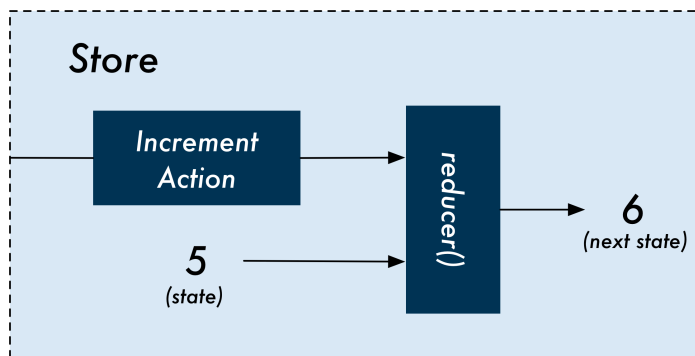 Store
Increment
Action
reducer()
5
(state)
6
(next state)